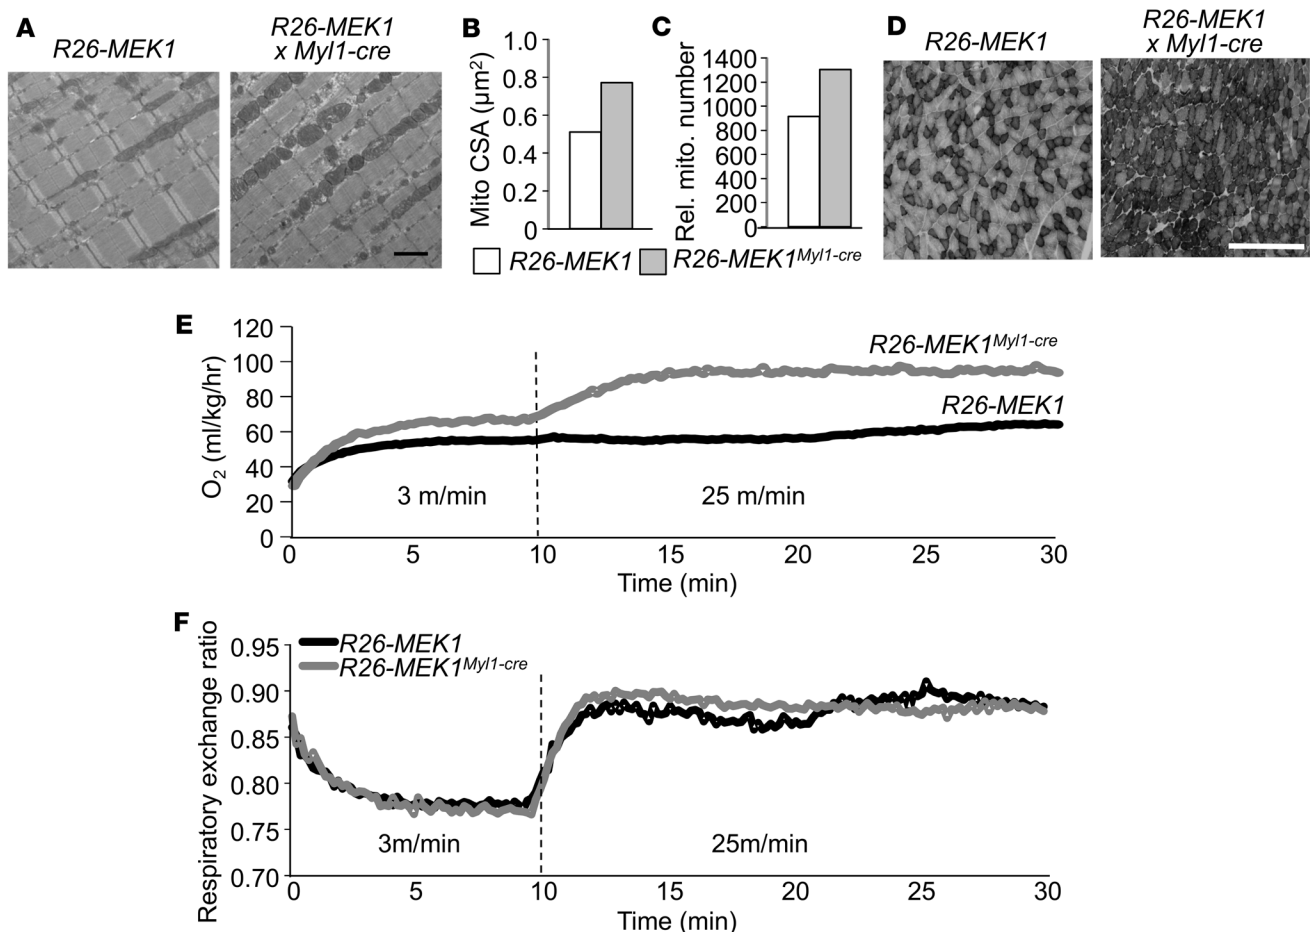 A
R26-MEK1
R26-MEK1
x Myl1-cre
B
Mito CSA (µm²)
1.0
0.8
0.6
0.4
0.2
0
C
Rel. mito. number
1400
1200
1000
800
600
400
200
0
R26-MEK1
R26-MEK1Myl1-cre
D
R26-MEK1
R26-MEK1
x Myl1-cre
E
O2 (ml/kg/hr)
120
100
80
60
40
20
0
R26-MEK1Myl1-cre
R26-MEK1
3 m/min
25 m/min
0 5 10 15 20 25 30
Time (min)
F
Respiratory exchange ratio
0.95
0.90
0.85
0.80
0.75
0.70
R26-MEK1
R26-MEK1Myl1-cre
3m/min
25m/min
0 5 10 15 20 25 30
Time (min)